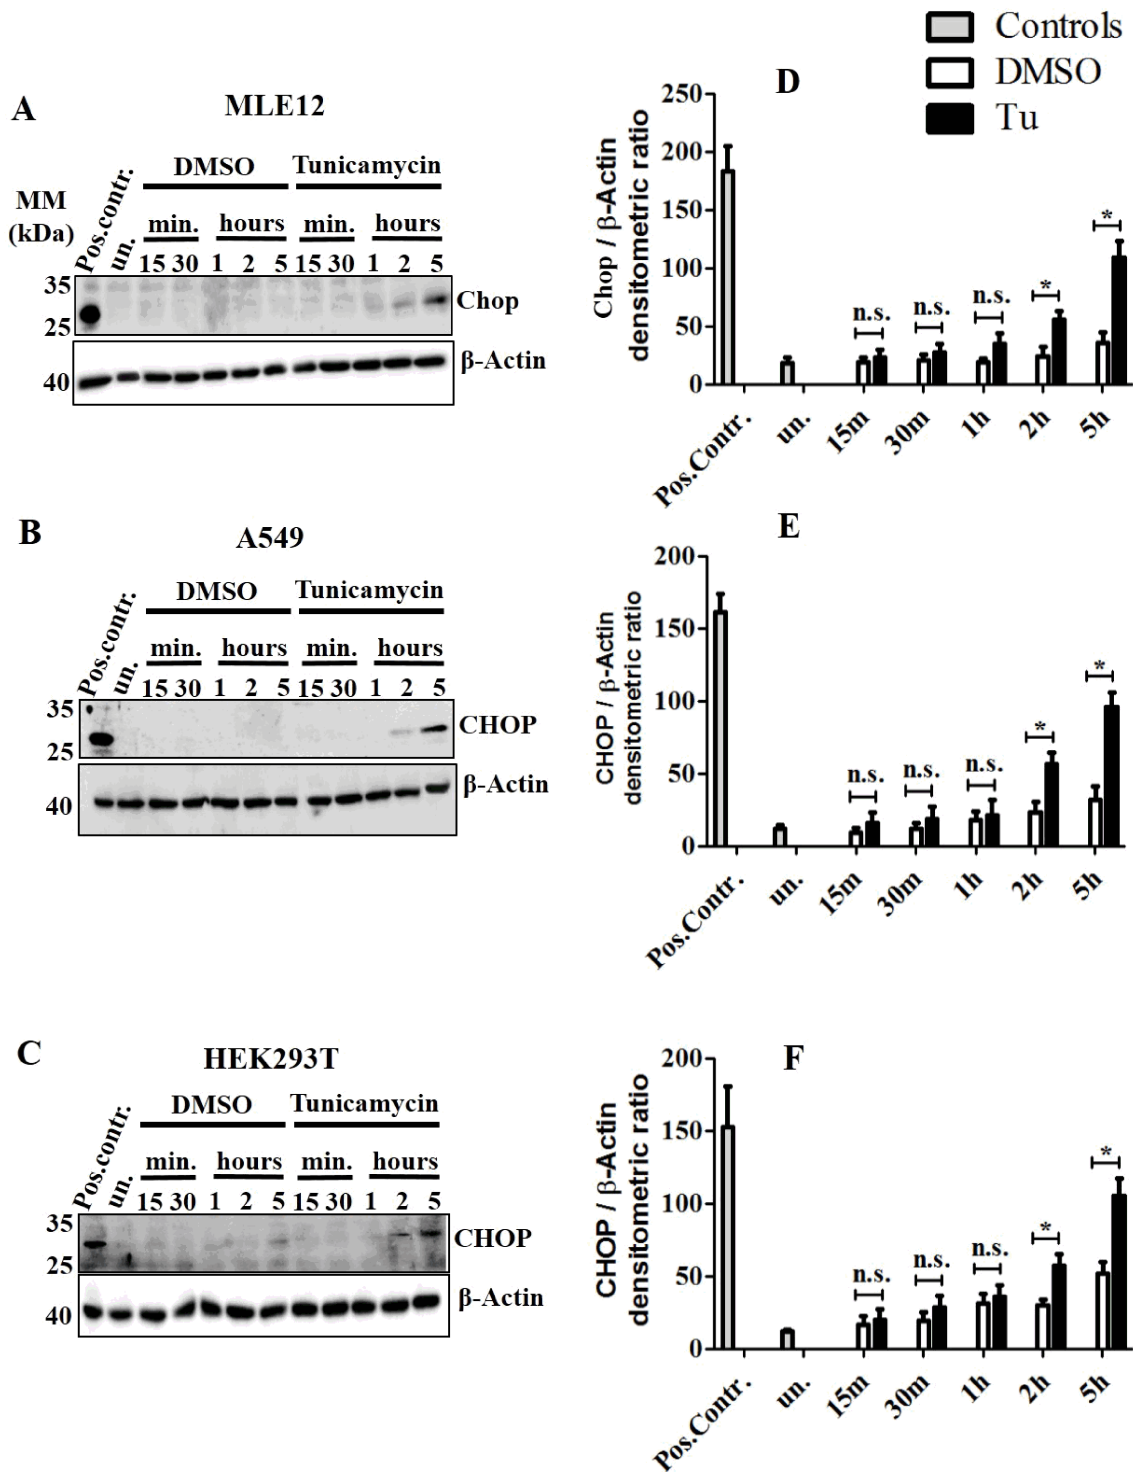 Controls
DMSO
Tu
A
MLE12
DMSO Tunicamycin
MM
(kDa)
Pos.contr.
un.
min. hours min. hours
15 30 1 2 5 15 30 1 2 5
35
25
Chop
40
β-Actin
D
Chop / β-Actin
densitometric ratio
250
200
150
100
50
0
n.s. n.s. n.s. * *
Pos.Contr. un. 15m 30m 1h 2h 5h
B
A549
DMSO Tunicamycin
Pos.contr.
un.
min. hours min. hours
15 30 1 2 5 15 30 1 2 5
35
25
CHOP
40
β-Actin
E
CHOP / β-Actin
densitometric ratio
200
150
100
50
0
n.s. n.s. n.s. * *
Pos.Contr. un. 15m 30m 1h 2h 5h
C
HEK293T
DMSO Tunicamycin
Pos.contr.
un.
min. hours min. hours
15 30 1 2 5 15 30 1 2 5
35
25
CHOP
40
β-Actin
F
CHOP / β-Actin
densitometric ratio
200
150
100
50
0
n.s. n.s. n.s. * *
Pos.Contr. un. 15m 30m 1h 2h 5h